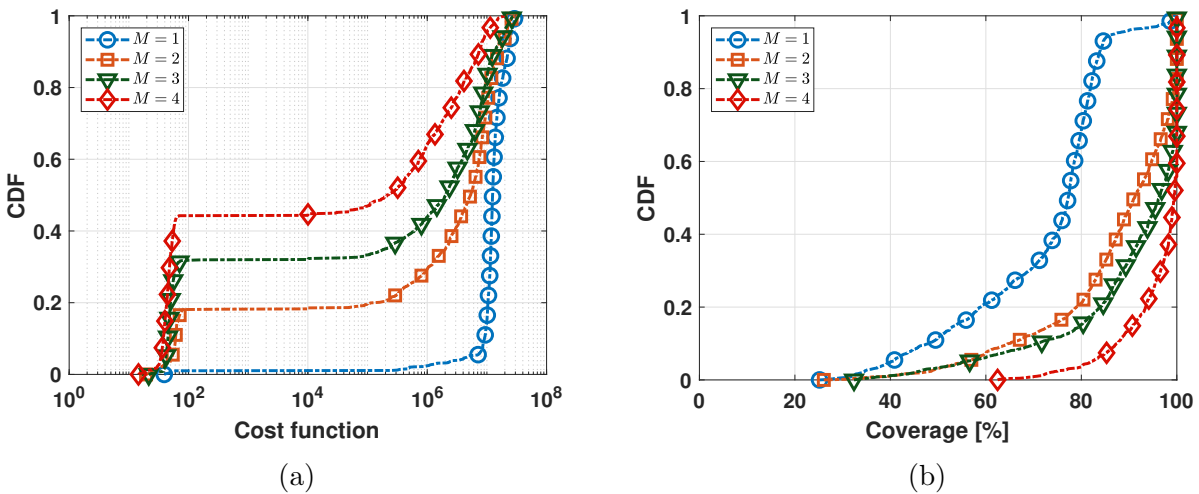 CDF
1
0.8
0.6
0.4
0.2
0
10^0 10^2 10^4 10^6 10^8
Cost function
M = 1
M = 2
M = 3
M = 4
(a)
CDF
1
0.8
0.6
0.4
0.2
0
0 20 40 60 80 100
Coverage [%]
M = 1
M = 2
M = 3
M = 4
(b)